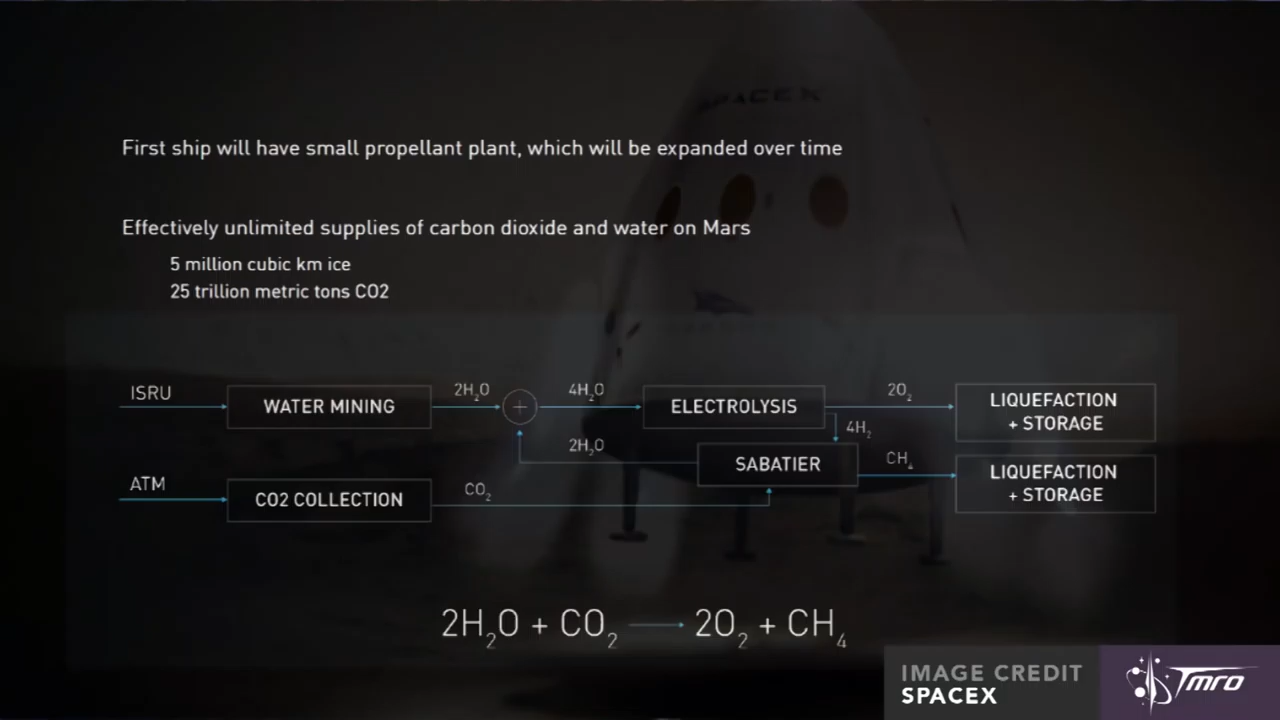 SPACEX
First ship will have small propellant plant, which will be expanded over time
Effectively unlimited supplies of carbon dioxide and water on Mars
5 million cubic km ice
25 trillion metric tons CO2
ISRU
WATER MINING
2H₂O
4H₂O
ELECTROLYSIS
2O₂
LIQUEFACTION
+ STORAGE
4H₂
2H₂O
SABATIER
CH₄
LIQUEFACTION
+ STORAGE
ATM
CO2 COLLECTION
CO₂
2H₂O + CO₂ → 2O₂ + CH₄
IMAGE CREDIT
SPACEX
Tmro